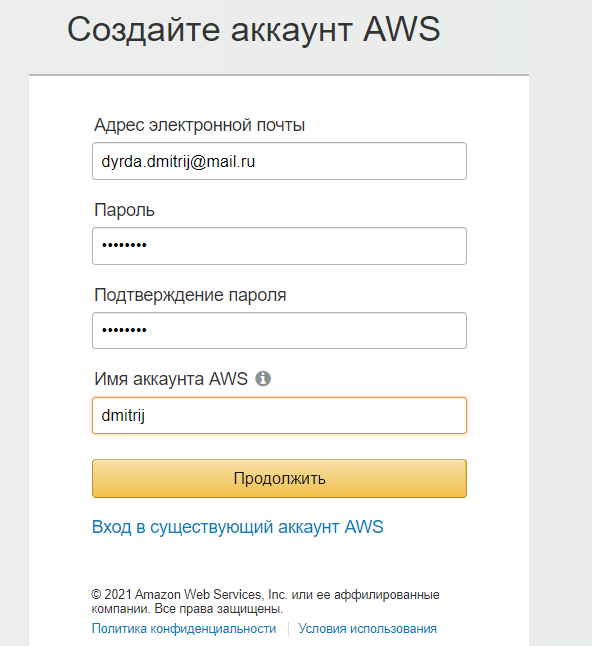 Создайте аккаунт AWS
Адрес электронной почты
dyrda.dmitrij@mail.ru
Пароль
••••••••
Подтверждение пароля
••••••••
Имя аккаунта AWS
dmitrij
Продолжить
Вход в существующий аккаунт AWS
© 2021 Amazon Web Services, Inc. или ее аффилированные
компании. Все права защищены.
Политика конфиденциальности | Условия использования